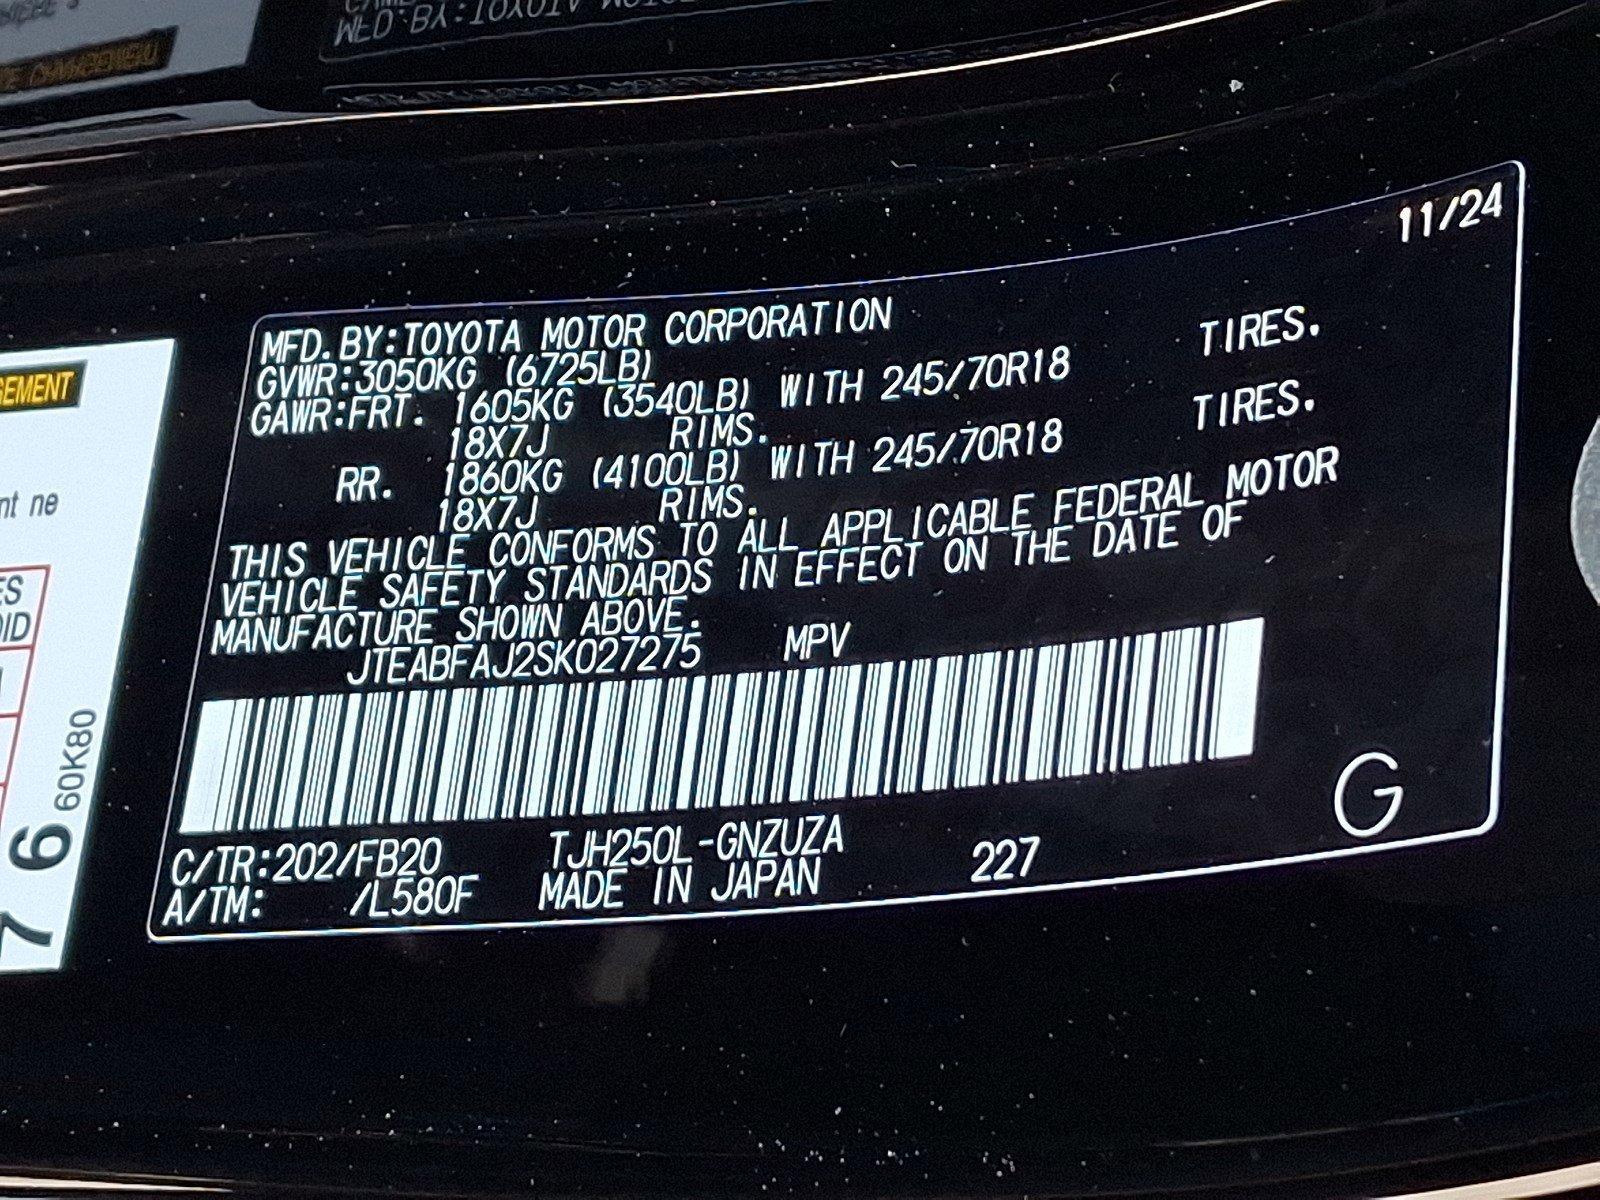 11/24
MFD.BY:TOYOTA MOTOR CORPORATION
GVWR:3050KG (6725LB)
GAWR:FRT. 1605KG (3540LB) WITH 245/70R18 TIRES.
18X7J RIMS.
RR. 1860KG (4100LB) WITH 245/70R18 TIRES.
18X7J RIMS.
THIS VEHICLE CONFORMS TO ALL APPLICABLE FEDERAL MOTOR
VEHICLE SAFETY STANDARDS IN EFFECT ON THE DATE OF
MANUFACTURE SHOWN ABOVE.
JTEABFAJ2SK027275 MPV
G
C/TR:202/FB20 TJH250L-GNZUZA 227
A/TM: /L580F MADE IN JAPAN
ne
60K80
7 6